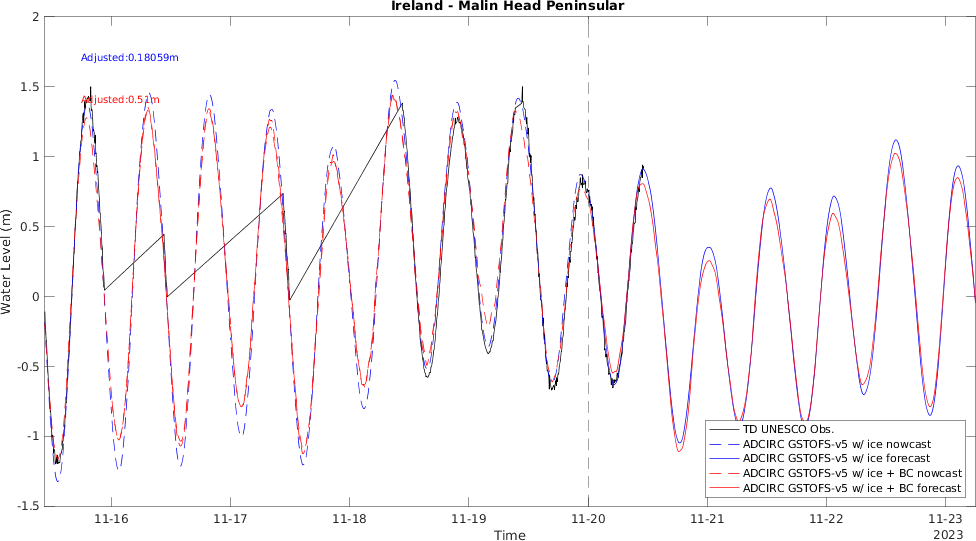 Ireland - Malin Head Peninsular
2
1.5
1
0.5
0
-0.5
-1
-1.5
Water Level (m)
Adjusted:0.18059m
Adjusted:0.51m
TD UNESCO Obs.
ADCIRC GSTOFS-v5 w/ ice nowcast
ADCIRC GSTOFS-v5 w/ ice forecast
ADCIRC GSTOFS-v5 w/ ice + BC nowcast
ADCIRC GSTOFS-v5 w/ ice + BC forecast
11-16 11-17 11-18 11-19 11-20 11-21 11-22 11-23
Time
2023